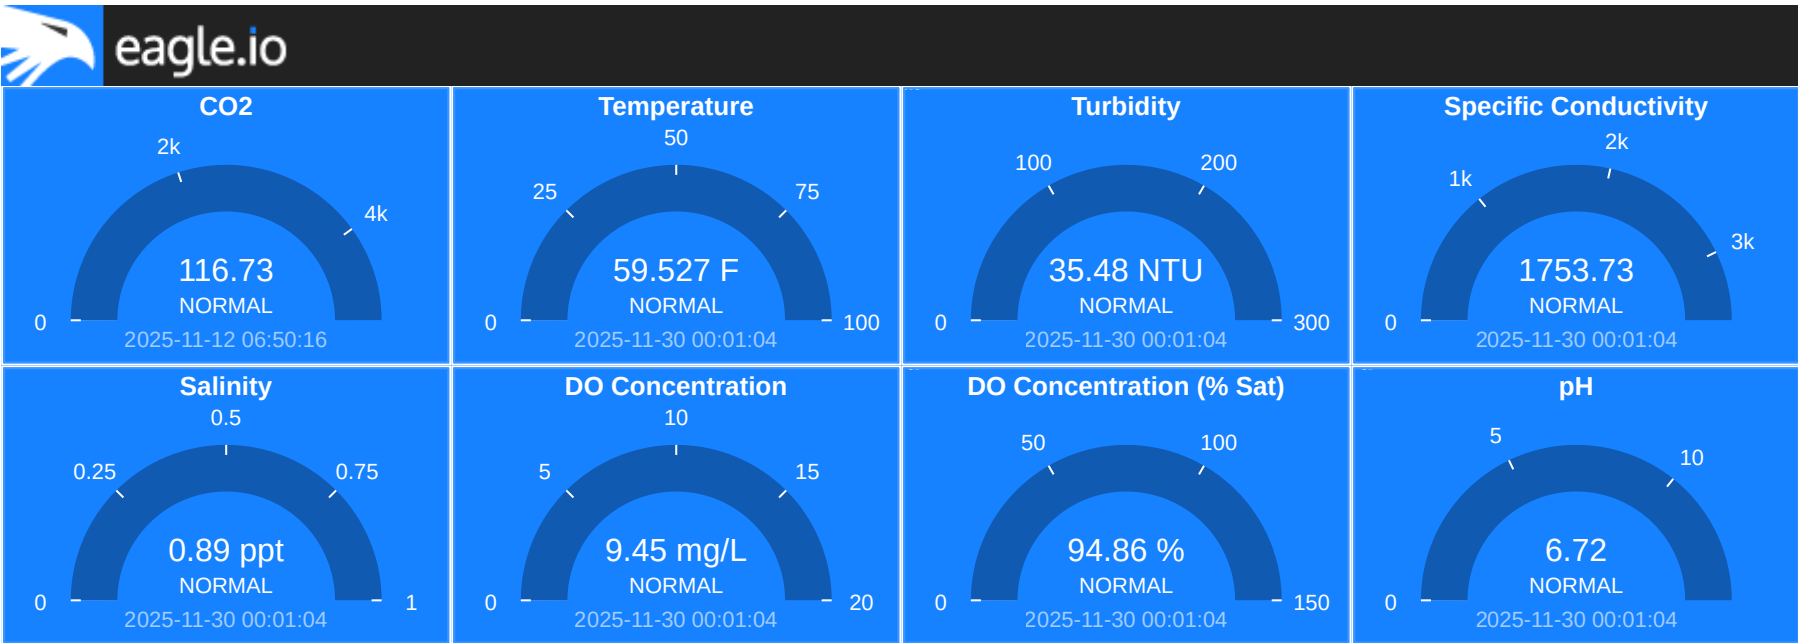 eagle.io
CO2
2k
4k
0
116.73
NORMAL
2025-11-12 06:50:16
Temperature
50
25
75
0
100
59.527 F
NORMAL
2025-11-30 00:01:04
Turbidity
100
200
0
300
35.48 NTU
NORMAL
2025-11-30 00:01:04
Specific Conductivity
2k
1k
3k
0
1753.73
NORMAL
2025-11-30 00:01:04
Salinity
0.5
0.25
0.75
0
1
0.89 ppt
NORMAL
2025-11-30 00:01:04
DO Concentration
10
5
15
0
20
9.45 mg/L
NORMAL
2025-11-30 00:01:04
DO Concentration (% Sat)
50
100
0
150
94.86 %
NORMAL
2025-11-30 00:01:04
pH
5
10
0
6.72
NORMAL
2025-11-30 00:01:04